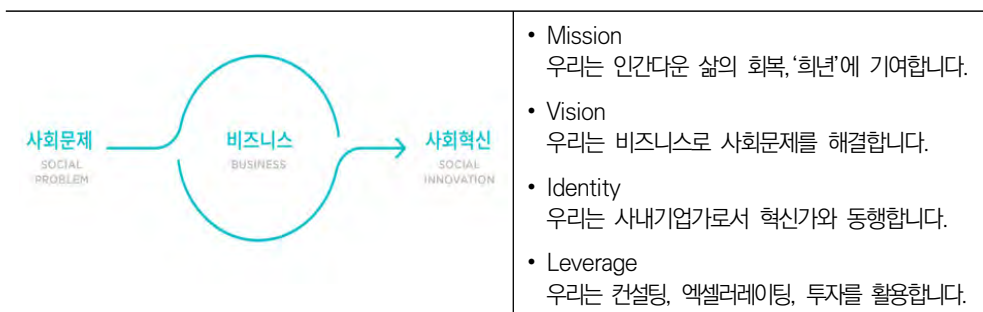 사회문제
SOCIAL
PROBLEM
비즈니스
BUSINESS
사회혁신
SOCIAL
INNOVATION
• Mission
우리는 인간다운 삶의 회복, ‘희년’에 기여합니다.
• Vision
우리는 비즈니스로 사회문제를 해결합니다.
• Identity
우리는 사내기업가로서 혁신가와 동행합니다.
• Leverage
우리는 컨설팅, 엑셀러레이팅, 투자를 활용합니다.